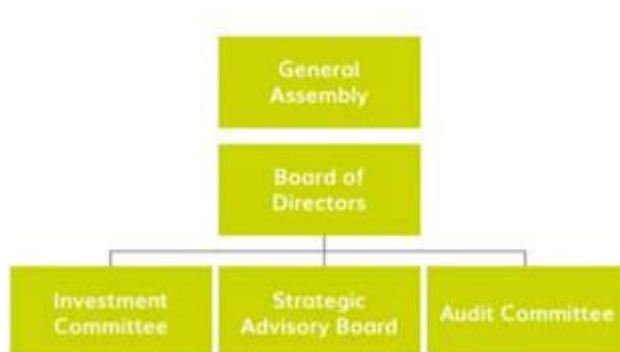 General
Assembly
Board of
Directors
Investment
Committee
Strategic
Advisory Board
Audit Committee